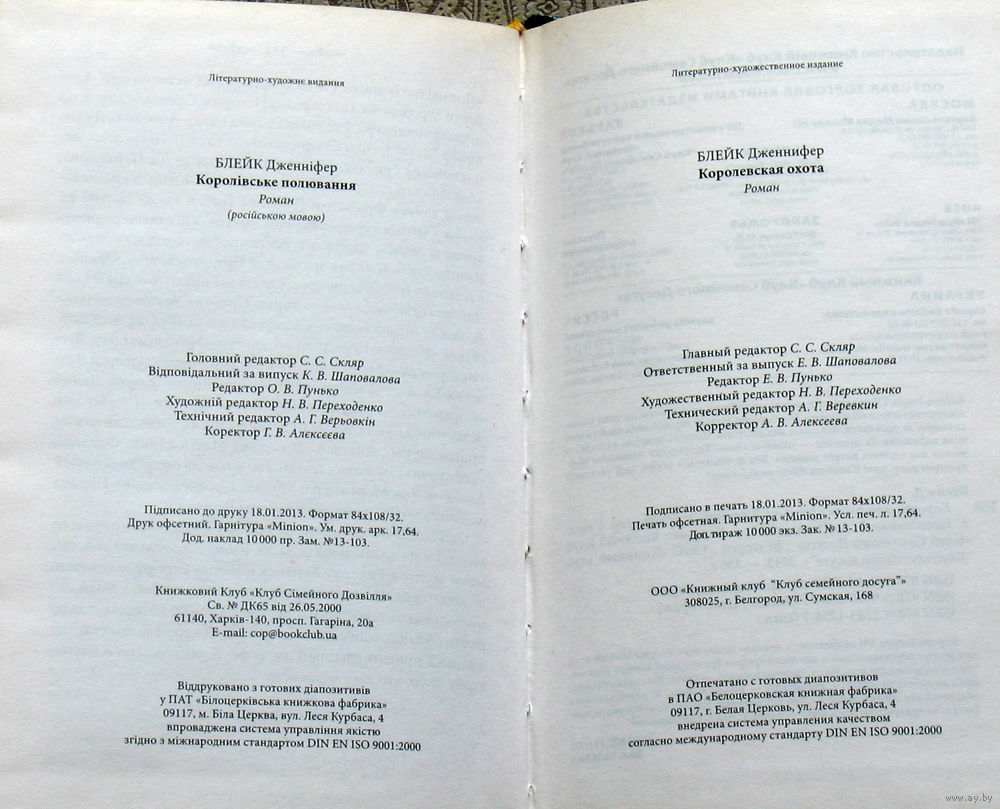 Літературно-художнє видання
БЛЕЙК Дженніфер
Королівське полювання
Роман
(російською мовою)
Головний редактор С. С. Скляр
Відповідальний за випуск К. В. Шаповалова
Редактор О. В. Пунько
Художній редактор Н. В. Переходенко
Технічний редактор А. Г. Верьовкін
Коректор Г. В. Алєксєєва
Підписано до друку 18.01.2013. Формат 84x108/32.
Друк офсетний. Гарнітура «Minion». Ум. друк. арк. 17,64.
Дод. наклад 10 000 пр. Зам. №13-103.
Книжковий Клуб «Клуб Сімейного Дозвілля»
Св. № ДК65 від 26.05.2000
61140, Харків-140, просп. Гагаріна, 20а
E-mail: cop@bookclub.ua
Віддруковано з готових діапозитивів
у ПАТ «Білоцерківська книжкова фабрика»
09117, м. Біла Церква, вул. Леся Курбаса, 4
впроваджена система управління якістю
згідно з міжнародним стандартом DIN EN ISO 9001:2000
Литературно-художественное издание
БЛЕЙК Дженнифер
Королевская охота
Роман
Главный редактор С. С. Скляр
Ответственный за выпуск Е. В. Шаповалова
Редактор Е. В. Пунько
Художественный редактор Н. В. Переходенко
Технический редактор А. Г. Веревкин
Корректор А. В. Алексеева
Подписано в печать 18.01.2013. Формат 84x108/32.
Печать офсетная. Гарнитура «Minion». Усл. печ. л. 17,64.
Доп. тираж 10 000 экз. Зак. № 13-103.
ООО «Книжный клуб “Клуб семейного досуга”»
308025, г. Белгород, ул. Сумская, 168
Отпечатано с готовых диапозитивов
в ПАО «Белоцерковская книжная фабрика»
09117, г. Белая Церковь, ул. Леся Курбаса, 4
внедрена система управления качеством
согласно международному стандарту DIN EN ISO 9001:2000
www.ay.by